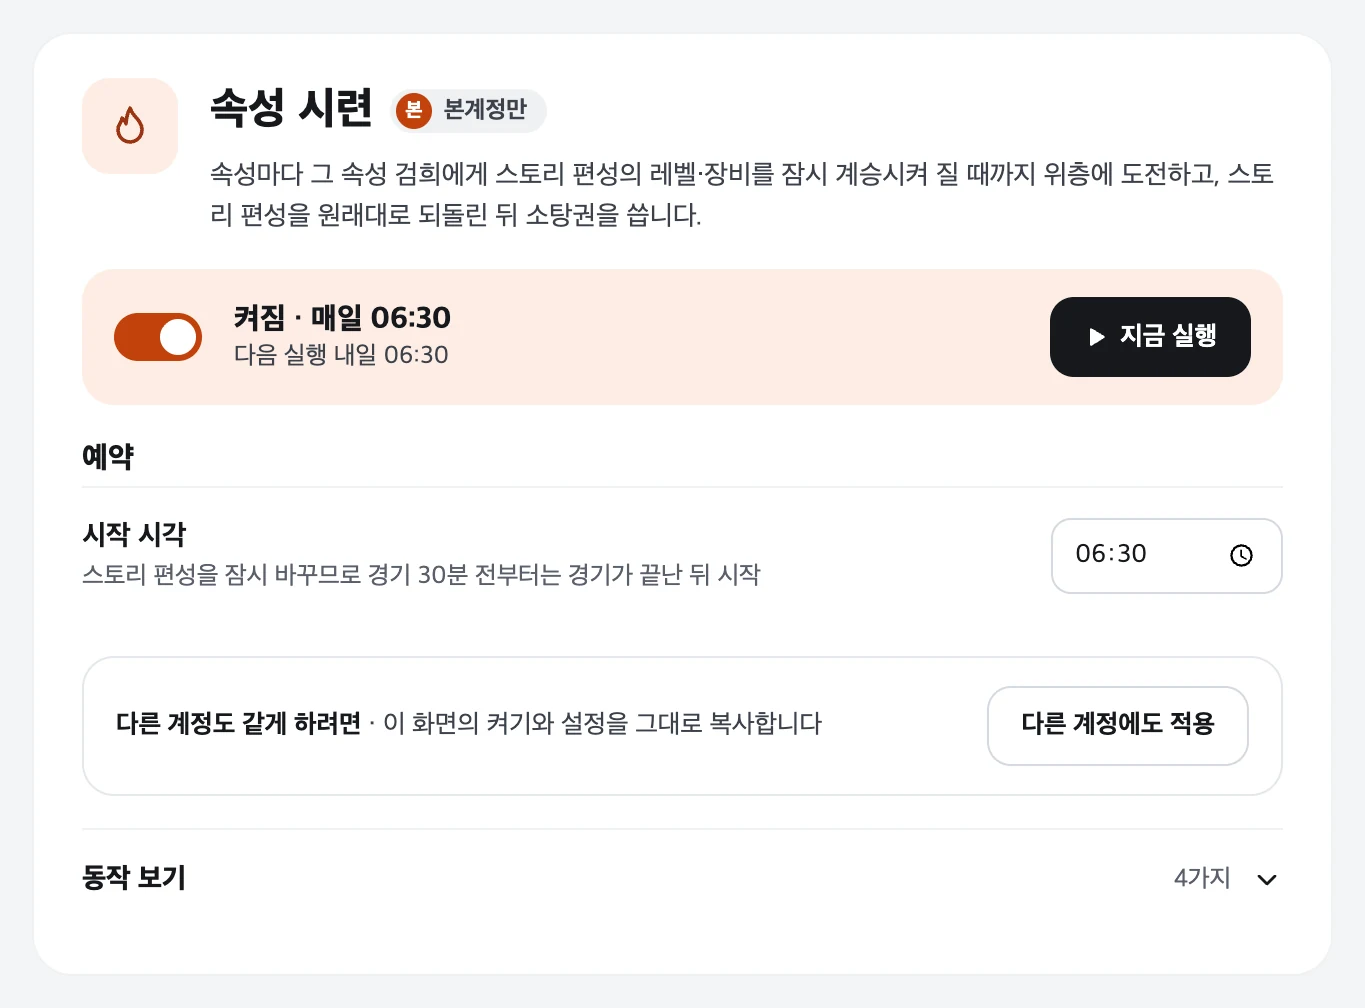 속성 시련
본 본계정만
속성마다 그 속성 검희에게 스토리 편성의 레벨·장비를 잠시 계승시켜 질 때까지 위층에 도전하고, 스토
리 편성을 원래대로 되돌린 뒤 소탕권을 씁니다.
켜짐 · 매일 06:30
다음 실행 내일 06:30
지금 실행
예약
시작 시각
스토리 편성을 잠시 바꾸므로 경기 30분 전부터는 경기가 끝난 뒤 시작
06:30
다른 계정도 같게 하려면 · 이 화면의 켜기와 설정을 그대로 복사합니다
다른 계정에도 적용
동작 보기
4가지